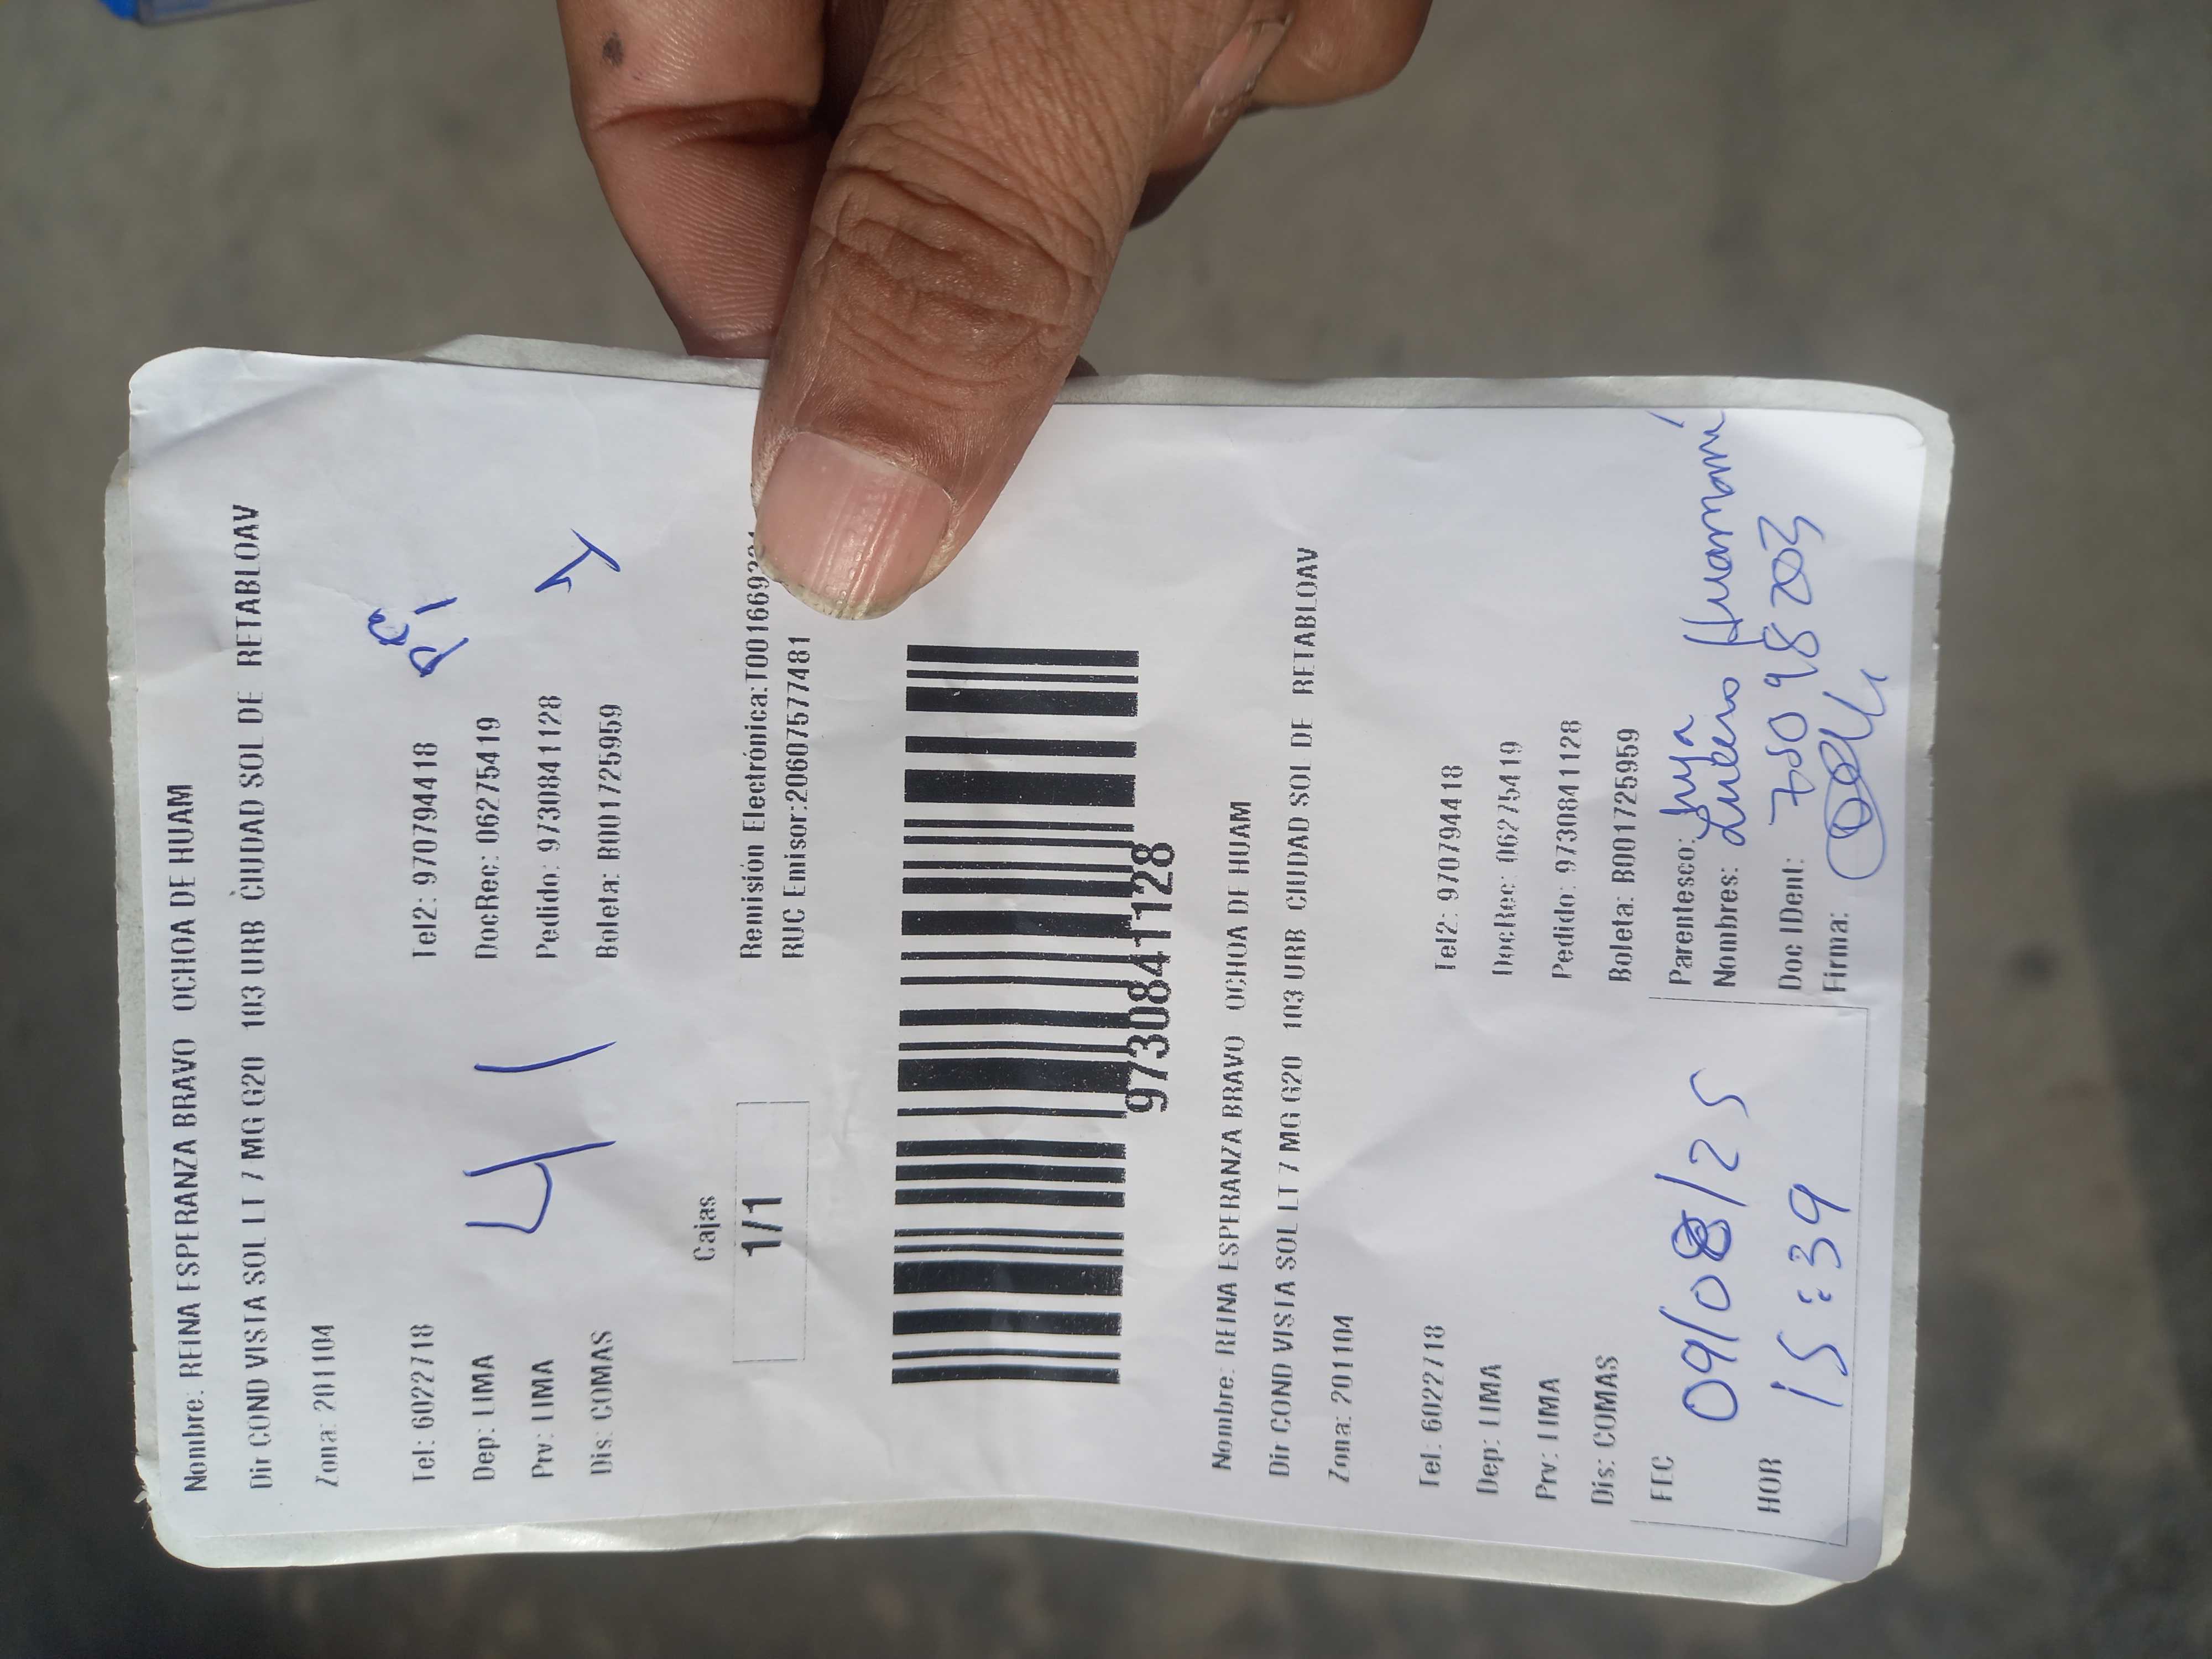 Nombre: REINA ESPERANZA BRAVO OCHOA DE HUAM
Dir COND VISTA SOL LT 7 MG G20 103 URB CIUDAD SOL DE RETABLOAV
Zona: 201104
Tel: 6022718 Tel2: 970794418
Dep: LIMA DocRec: 06275419
Prv: LIMA Pedido: 9730841128
Dis: COMAS Boleta: B001725959
41
Cajas
1/1
Remisión Electrónica:T00166922
RUC Emisor:20607577481
9730841128
Nombre: REINA ESPERANZA BRAVO OCHOA DE HUAM
Dir COND VISTA SOL LT 7 MG G20 103 URB CIUDAD SOL DE RETABLOAV
Zona: 201104
Tel: 6022718 Tel2: 970794418
Dep: LIMA DocRec: 06275419
Prv: LIMA Pedido: 9730841128
Dis: COMAS Boleta: B001725959
FEC 09/08/25
HOR 15:39
Parentesco:
Nombres: Huamaní
Doc IDent: 75098203
Firma: